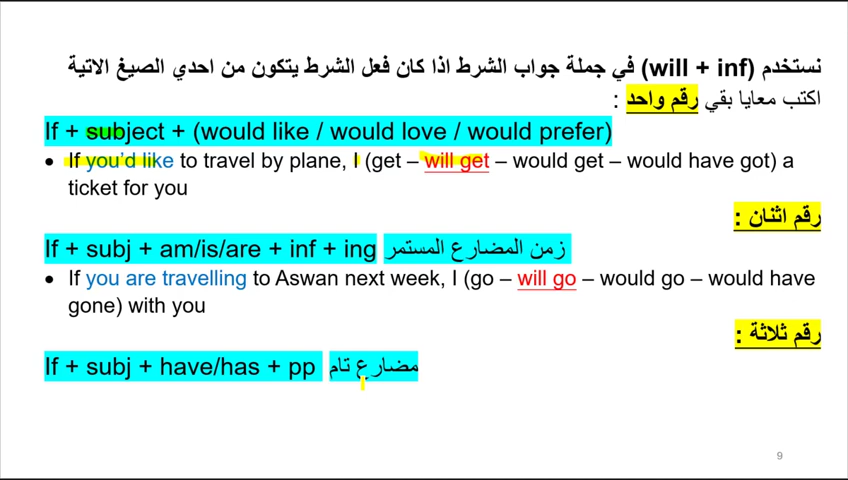 نستخدم (will + inf) في جملة جواب الشرط اذا كان فعل الشرط يتكون من احدي الصيغ الاتية
اكتب معايا بقي رقم واحد :
If + subject + (would like / would love / would prefer)
• If you'd like to travel by plane, I (get – will get – would get – would have got) a
ticket for you
رقم اثنان :
If + subj + am/is/are + inf + ing زمن المضارع المستمر
• If you are travelling to Aswan next week, I (go – will go – would go – would have
gone) with you
رقم ثلاثة :
If + subj + have/has + pp مضارع تام
9